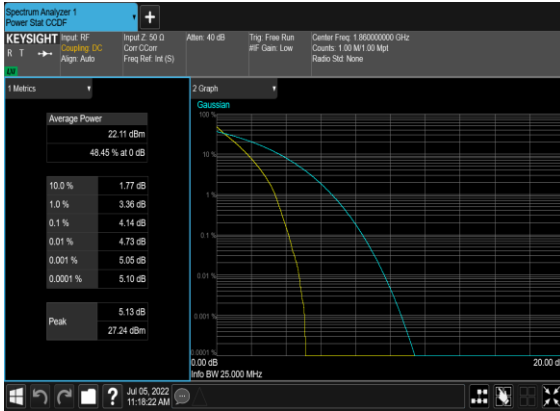 Spectrum Analyzer 1
Power Stat CCDF
KEYSIGHT
R T
Input: RF
Coupling: DC
Align: Auto
Input Z: 50 Ω
Corr CCorr
Freq Ref: Int (S)
Atten: 40 dB
Trig: Free Run
#IF Gain: Low
Center Freq: 1.860000000 GHz
Counts: 1.00 M/1.00 Mpt
Radio Std: None
1 Metrics
Average Power
22.11 dBm
48.45 % at 0 dB
10.0 % 1.77 dB
1.0 % 3.36 dB
0.1 % 4.14 dB
0.01 % 4.73 dB
0.001 % 5.05 dB
0.0001 % 5.10 dB
Peak
5.13 dB
27.24 dBm
2 Graph
Gaussian
100 %
10 %
1 %
0.1 %
0.01 %
0.001 %
0.0001 %
0.00 dB
20.00 d
Info BW 25.000 MHz
?
Jul 05, 2022
11:18:22 AM